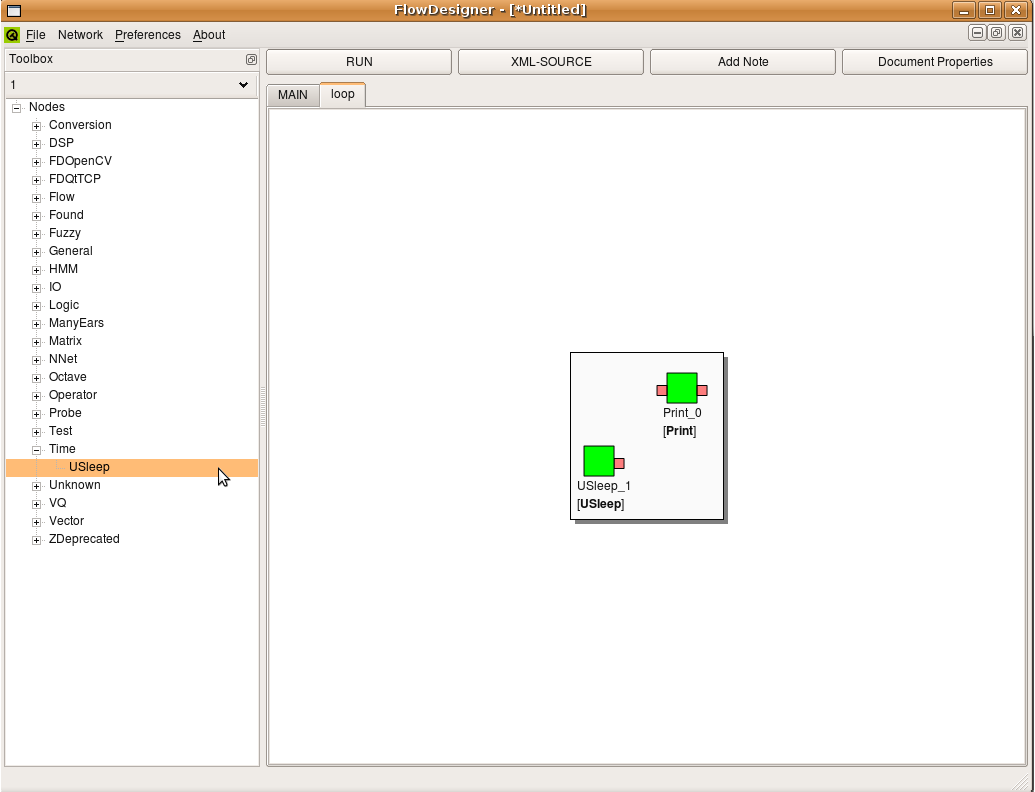 FlowDesigner - [*Untitled]
File Network Preferences About
Toolbox
RUN XML-SOURCE Add Note Document Properties
1
MAIN loop
Nodes
Conversion
DSP
FDOpenCV
FDQtTCP
Flow
Found
Fuzzy
General
HMM
IO
Logic
ManyEars
Matrix
NNet
Octave
Operator
Probe
Test
Time
USleep
Unknown
VQ
Vector
ZDeprecated
Print_0
[Print]
USleep_1
[USleep]